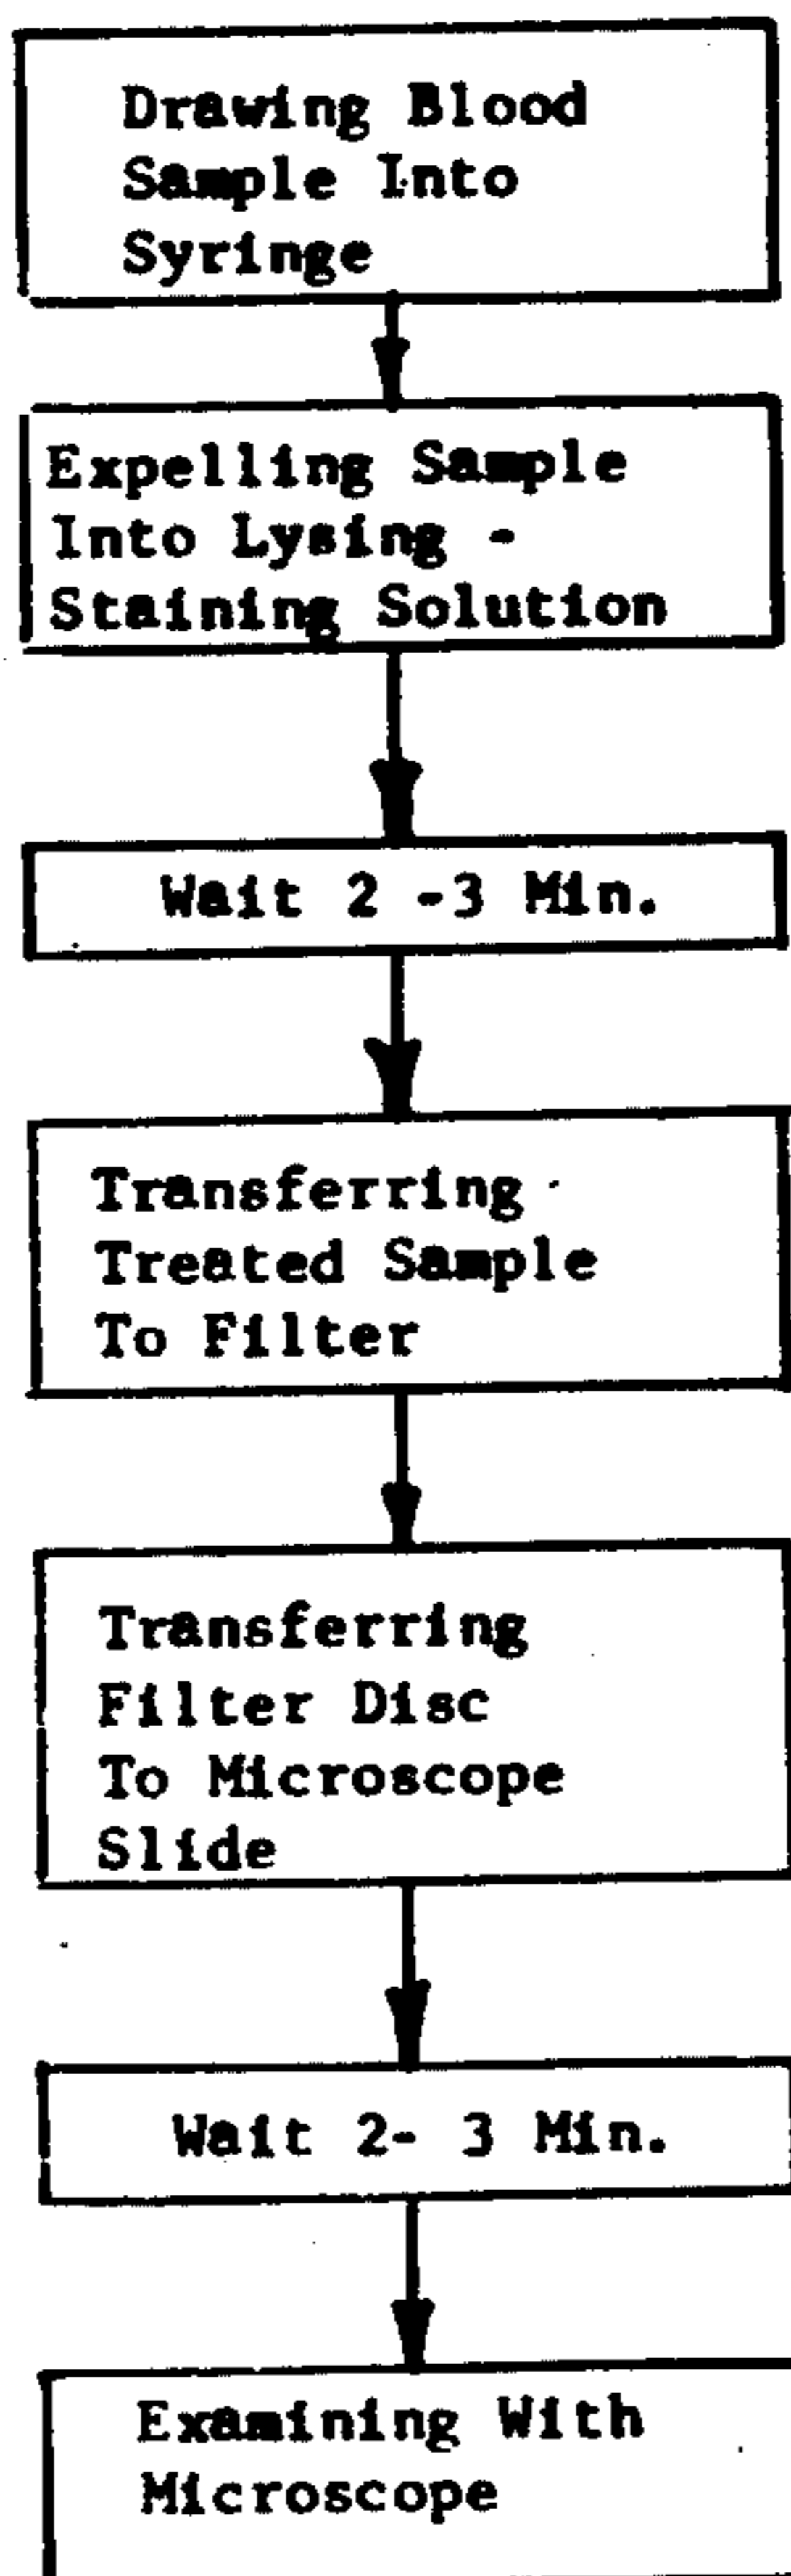 Drawing Blood
Sample Into
Syringe
Expelling Sample
Into Lysing -
Staining Solution
Wait 2 -3 Min.
Transferring
Treated Sample
To Filter
Transferring
Filter Disc
To Microscope
Slide
Wait 2- 3 Min.
Examining With
Microscope